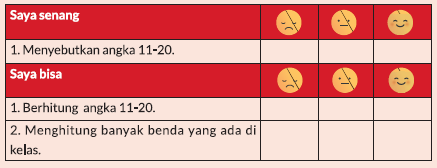 Saya senang
1. Menyebutkan angka 11-20.
Saya bisa
1. Berhitung angka 11-20.
2. Menghitung banyak benda yang ada di
kelas.